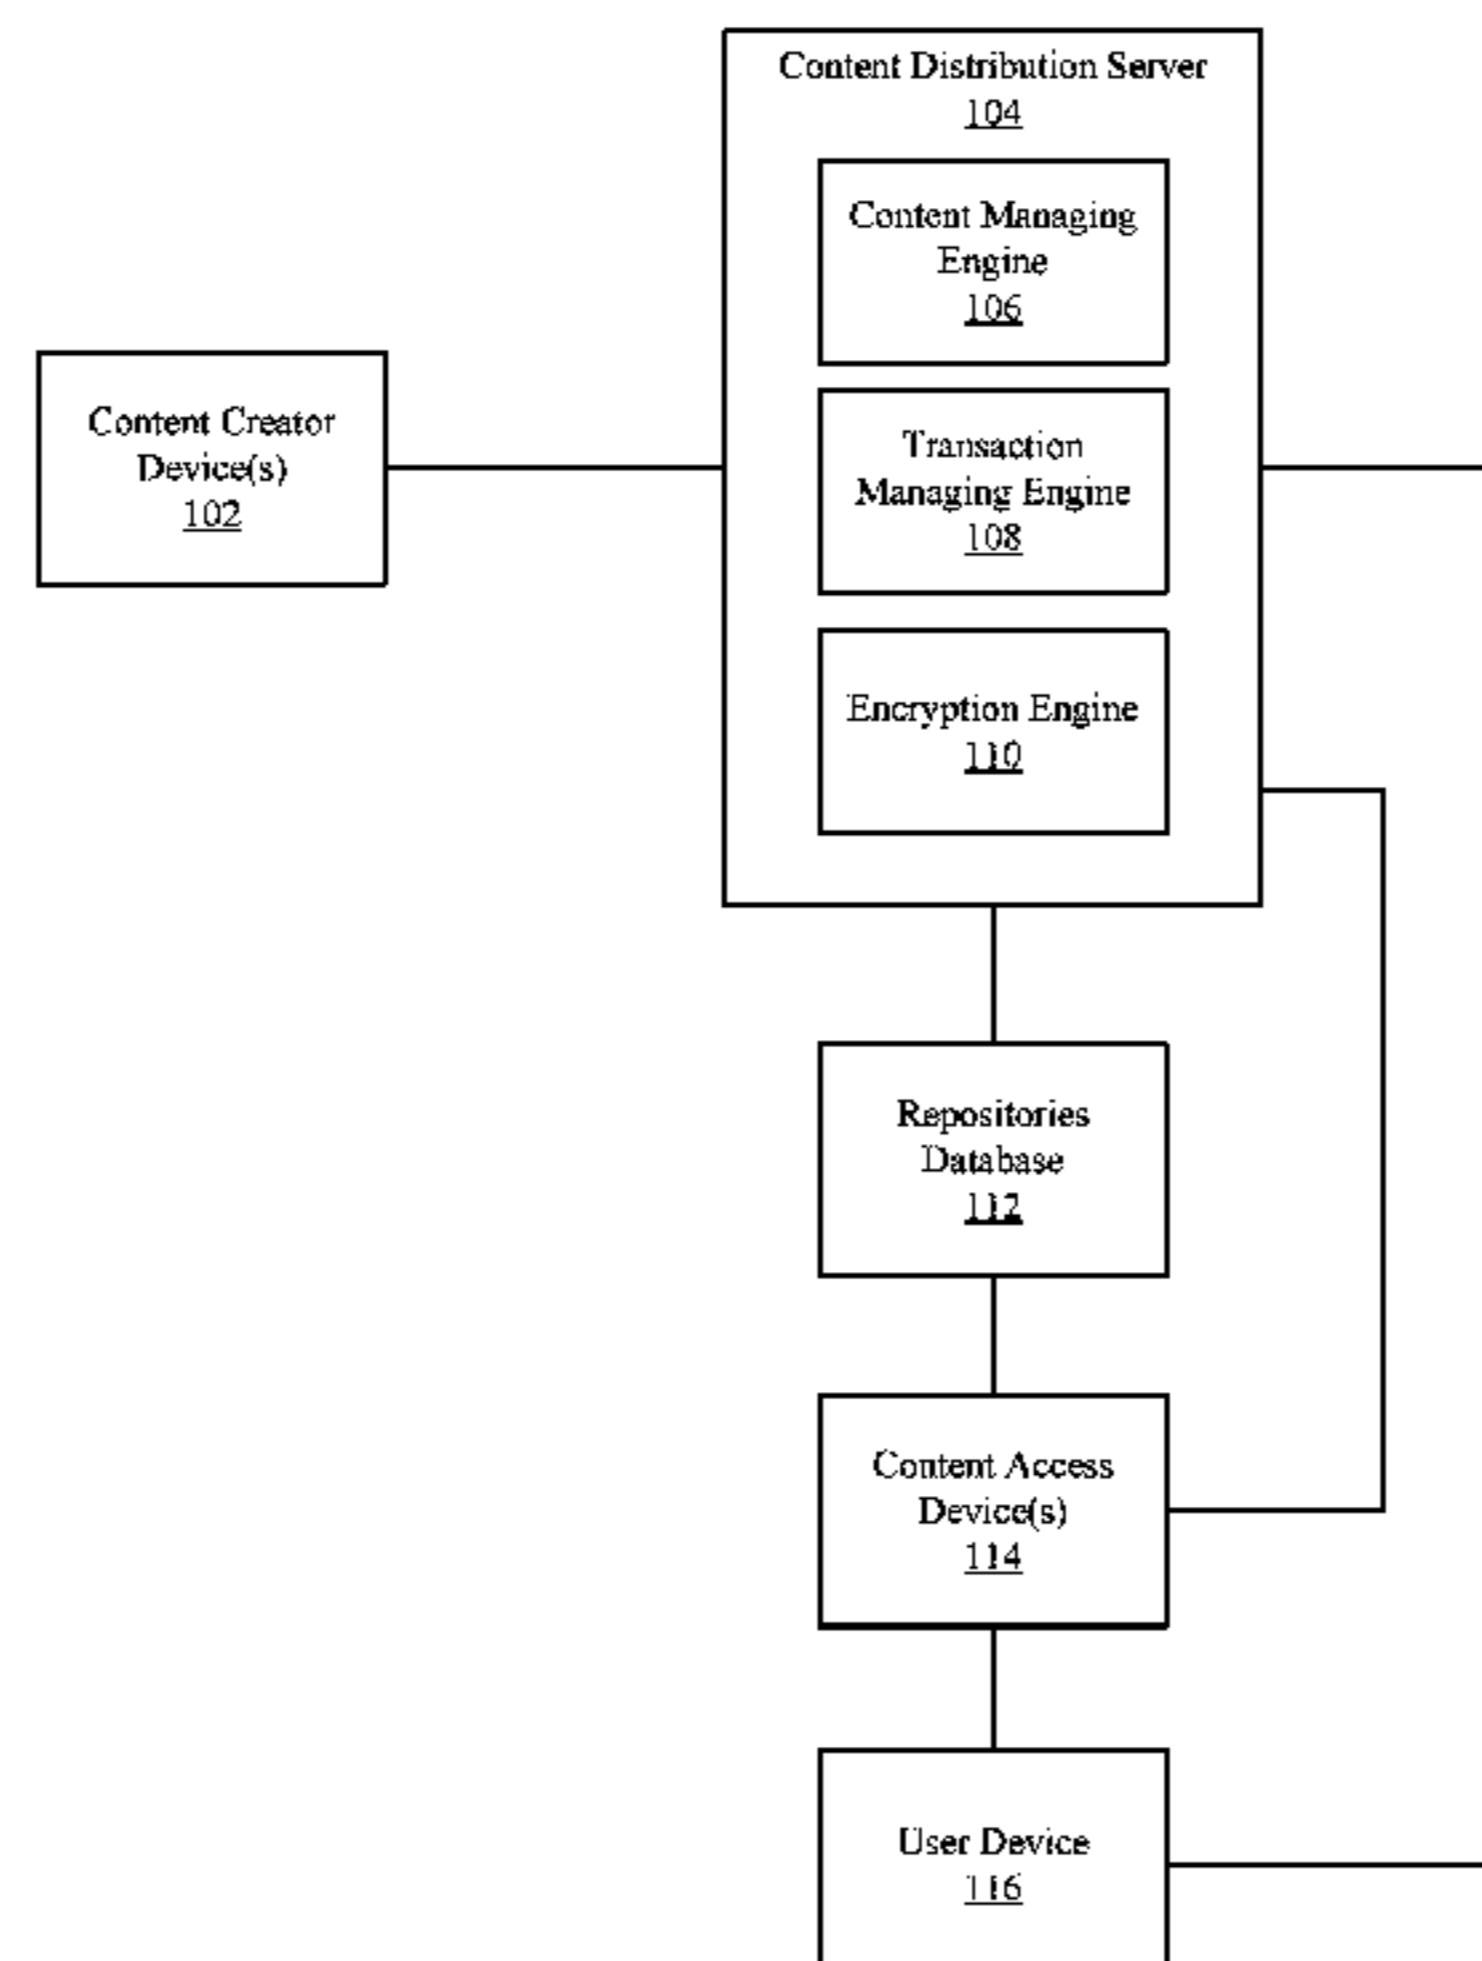 Content Distribution Server
104
Content Managing
Engine
106
Content Creator
Device(s)
102
Transaction
Managing Engine
108
Encryption Engine
110
Repositories
Database
112
Content Access
Device(s)
114
User Device
116